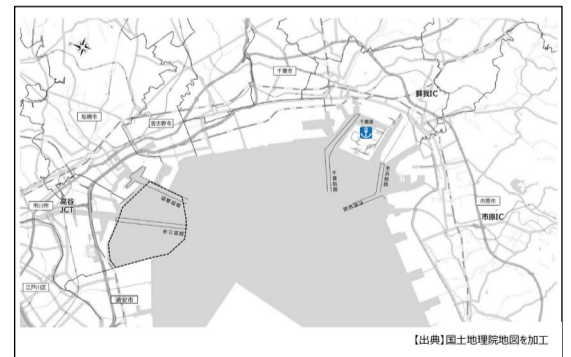 千葉市
蘇我IC
船橋市
習志野市
千葉港
千葉航路
市川市
高谷
JCT
市原市
市原IC
江戸川区
浦安市
【出典】国土地理院地図を加工